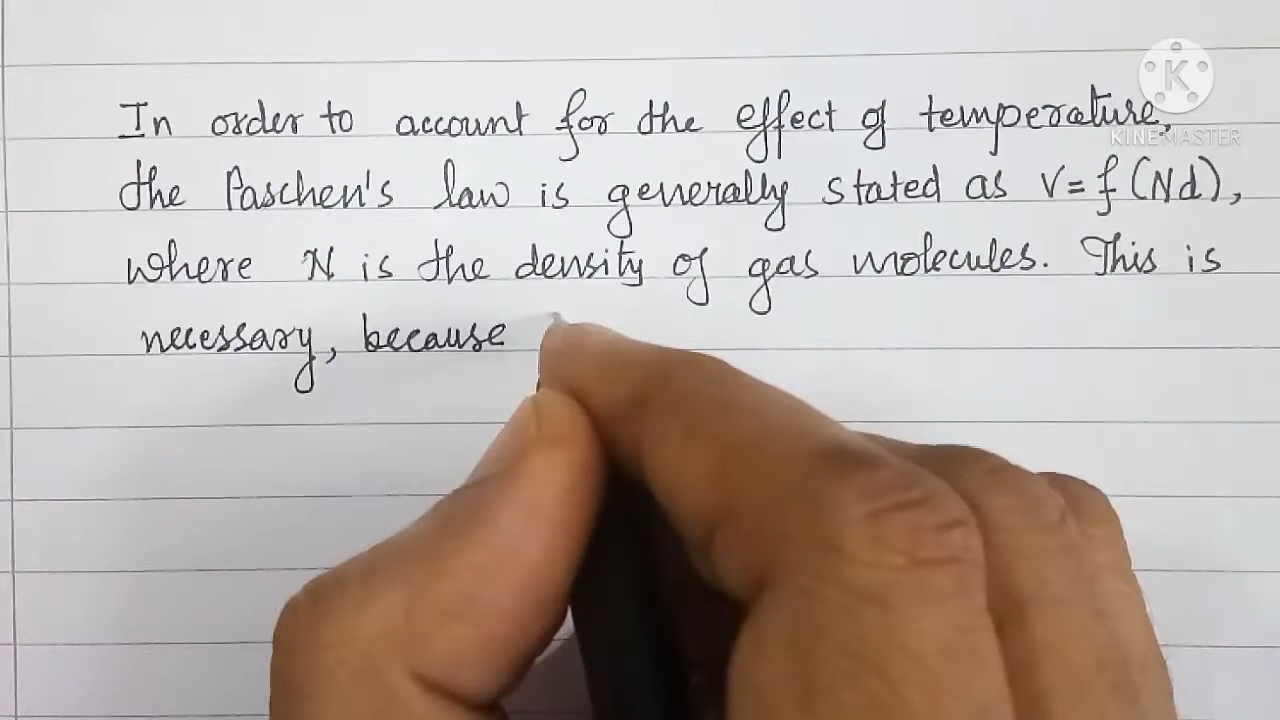 In order to account for the effect of temperature,
the Paschen's law is generally stated as V=f(Nd),
where N is the density of gas molecules. This is
necessary, because
K
KINEMASTER